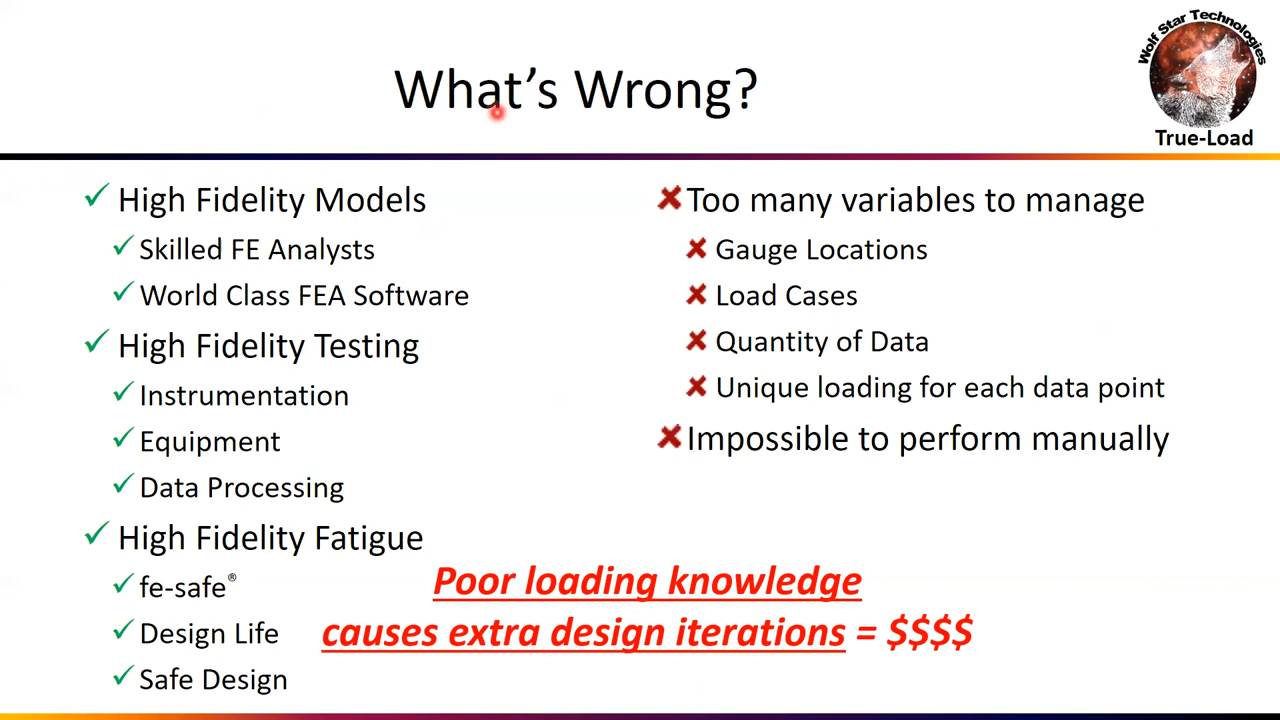 What's Wrong?
Wolf Star Technologies
True-Load
✓ High Fidelity Models
✓ Skilled FE Analysts
✓ World Class FEA Software
✓ High Fidelity Testing
✓ Instrumentation
✓ Equipment
✓ Data Processing
✓ High Fidelity Fatigue
✓ fe-safe®
✓ Design Life
✓ Safe Design
✘ Too many variables to manage
✘ Gauge Locations
✘ Load Cases
✘ Quantity of Data
✘ Unique loading for each data point
✘ Impossible to perform manually
Poor loading knowledge
causes extra design iterations = $$$$